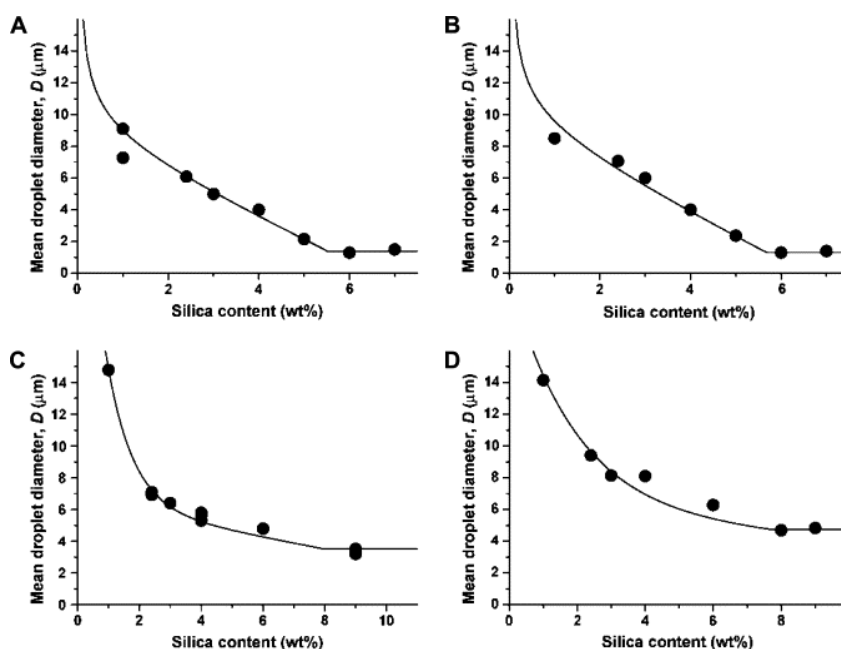 A
Mean droplet diameter, D (µm)
14
12
10
8
6
4
2
0
0 2 4 6
Silica content (wt%)
B
Mean droplet diameter, D (µm)
14
12
10
8
6
4
2
0
0 2 4 6
Silica content (wt%)
C
Mean droplet diameter, D (µm)
14
12
10
8
6
4
2
0
0 2 4 6 8 10
Silica content (wt%)
D
Mean droplet diameter, D (µm)
14
12
10
8
6
4
2
0
0 2 4 6 8
Silica content (wt%)